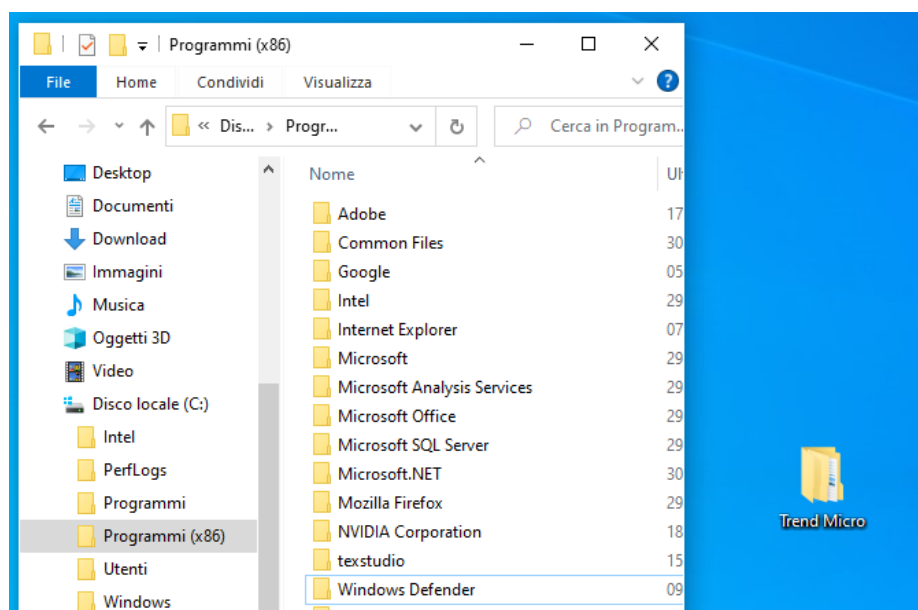 Programmi (x86)
File Home Condividi Visualizza
« Dis... › Progr... Cerca in Program..
Desktop
Documenti
Download
Immagini
Musica
Oggetti 3D
Video
Disco locale (C:)
Intel
PerfLogs
Programmi
Programmi (x86)
Utenti
Windows
Nome
Adobe 17
Common Files 30
Google 05
Intel 29
Internet Explorer 07
Microsoft 29
Microsoft Analysis Services 29
Microsoft Office 29
Microsoft SQL Server 29
Microsoft.NET 30
Mozilla Firefox 29
NVIDIA Corporation 18
texstudio 15
Windows Defender 09
Trend Micro